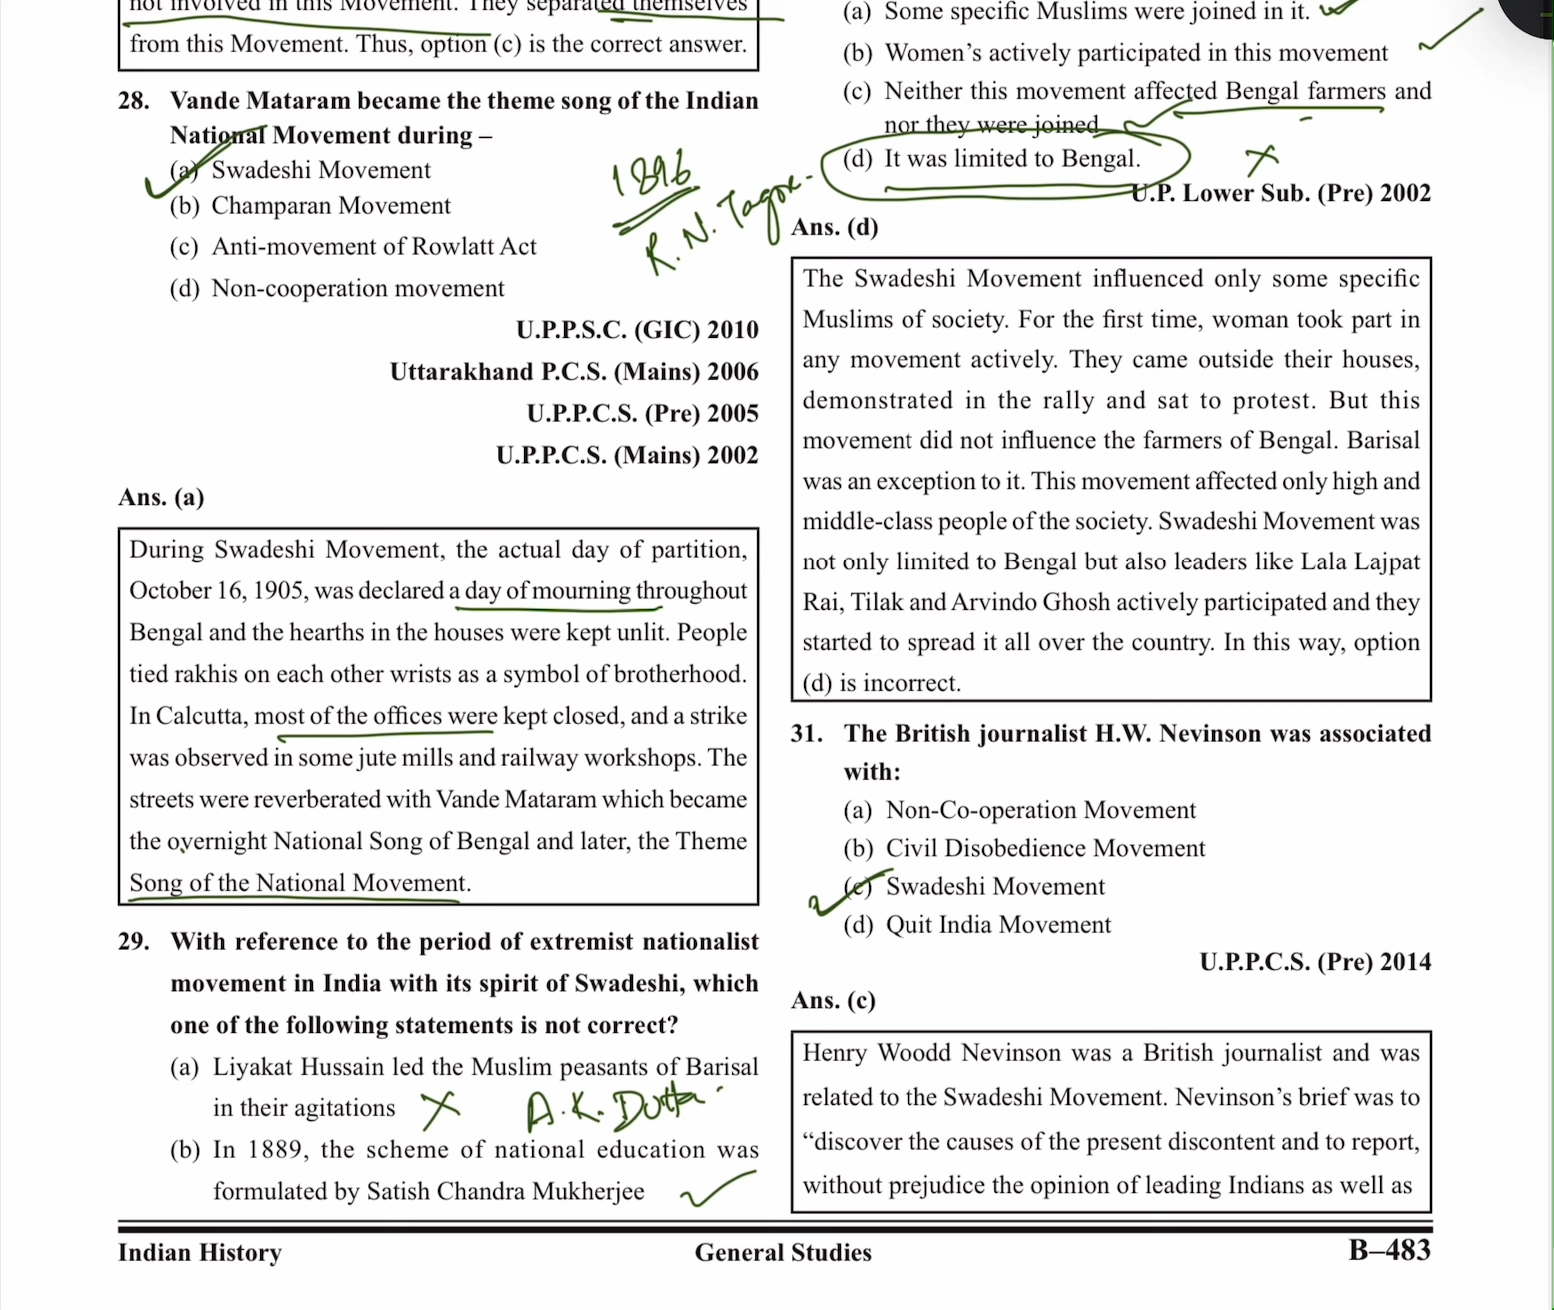 not involved in this Movement. They separated themselves
from this Movement. Thus, option (c) is the correct answer.
28. Vande Mataram became the theme song of the Indian
National Movement during –
(a) Swadeshi Movement
(b) Champaran Movement
(c) Anti-movement of Rowlatt Act
(d) Non-cooperation movement
1896
R. N. Tagore
U.P.P.S.C. (GIC) 2010
Uttarakhand P.C.S. (Mains) 2006
U.P.P.C.S. (Pre) 2005
U.P.P.C.S. (Mains) 2002
Ans. (a)
During Swadeshi Movement, the actual day of partition,
October 16, 1905, was declared a day of mourning throughout
Bengal and the hearths in the houses were kept unlit. People
tied rakhis on each other wrists as a symbol of brotherhood.
In Calcutta, most of the offices were kept closed, and a strike
was observed in some jute mills and railway workshops. The
streets were reverberated with Vande Mataram which became
the overnight National Song of Bengal and later, the Theme
Song of the National Movement.
29. With reference to the period of extremist nationalist
movement in India with its spirit of Swadeshi, which
one of the following statements is not correct?
(a) Liyakat Hussain led the Muslim peasants of Barisal
in their agitations
A.K. Dutta
(b) In 1889, the scheme of national education was
formulated by Satish Chandra Mukherjee
(a) Some specific Muslims were joined in it.
(b) Women's actively participated in this movement
(c) Neither this movement affected Bengal farmers and
nor they were joined
(d) It was limited to Bengal.
U.P. Lower Sub. (Pre) 2002
Ans. (d)
The Swadeshi Movement influenced only some specific
Muslims of society. For the first time, woman took part in
any movement actively. They came outside their houses,
demonstrated in the rally and sat to protest. But this
movement did not influence the farmers of Bengal. Barisal
was an exception to it. This movement affected only high and
middle-class people of the society. Swadeshi Movement was
not only limited to Bengal but also leaders like Lala Lajpat
Rai, Tilak and Arvindo Ghosh actively participated and they
started to spread it all over the country. In this way, option
(d) is incorrect.
31. The British journalist H.W. Nevinson was associated
with:
(a) Non-Co-operation Movement
(b) Civil Disobedience Movement
(c) Swadeshi Movement
(d) Quit India Movement
U.P.P.C.S. (Pre) 2014
Ans. (c)
Henry Woodd Nevinson was a British journalist and was
related to the Swadeshi Movement. Nevinson's brief was to
“discover the causes of the present discontent and to report,
without prejudice the opinion of leading Indians as well as
Indian History
General Studies
B–483